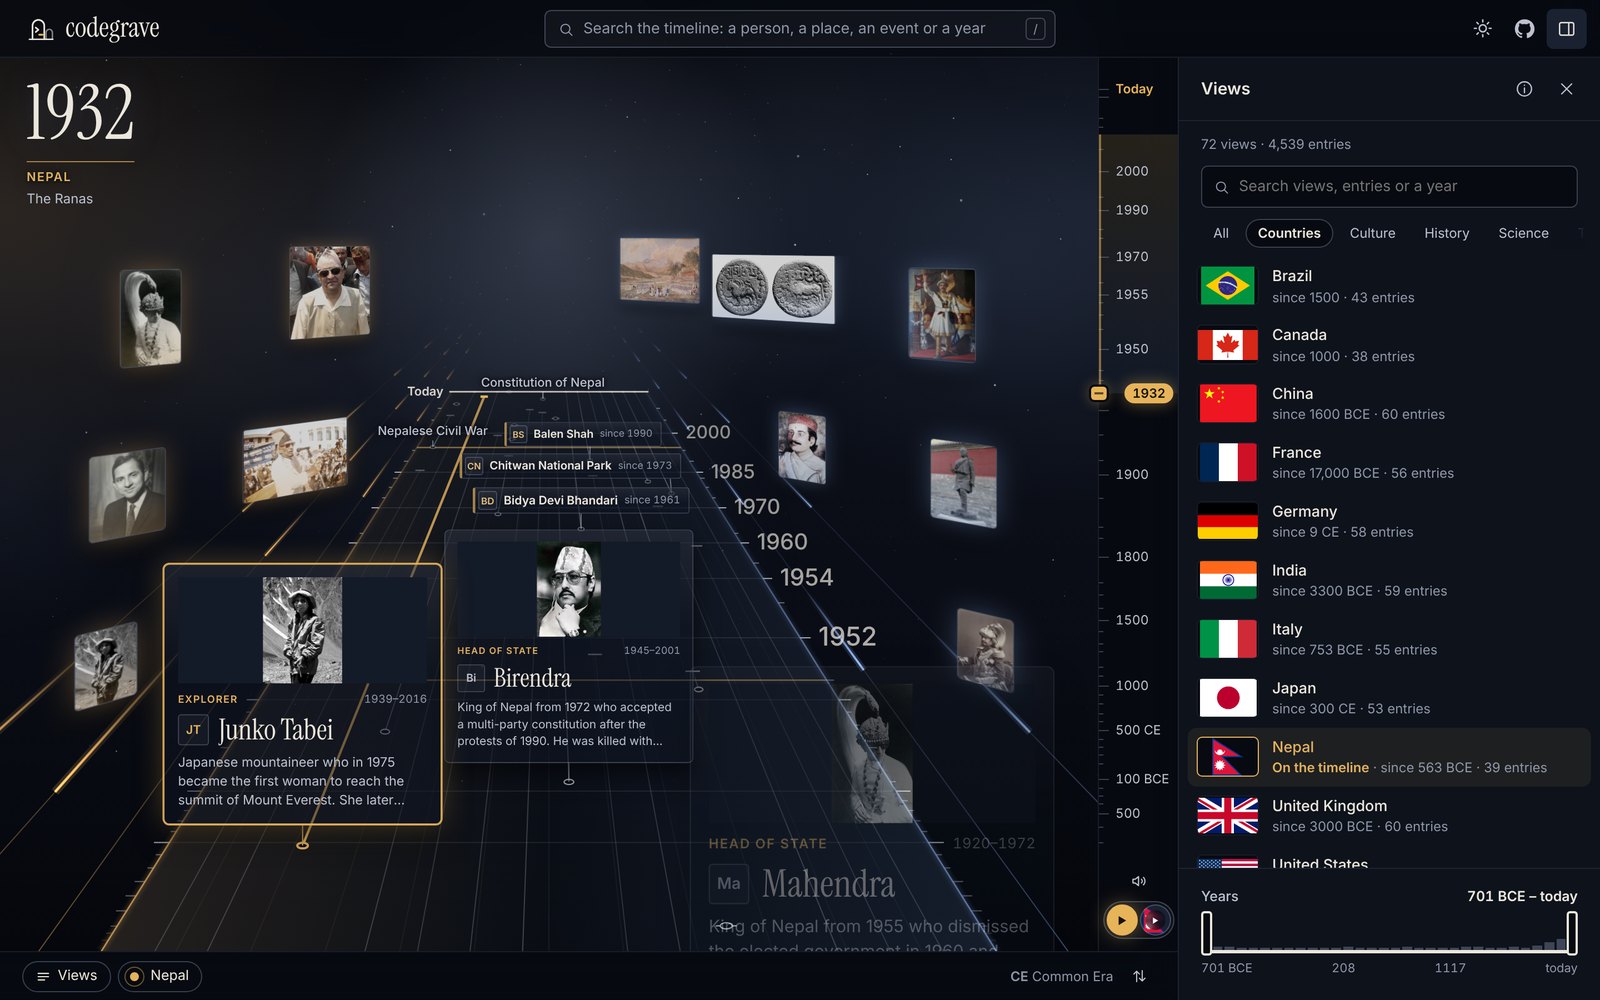 codegrave
Search the timeline: a person, a place, an event or a year
/
1932
NEPAL
The Ranas
Today
Constitution of Nepal
Nepalese Civil War
BS Balen Shah since 1990
2000
CN Chitwan National Park since 1973
1985
BD Bidya Devi Bhandari since 1961
1970
1960
1954
1952
EXPLORER
1939–2016
JT Junko Tabei
Japanese mountaineer who in 1975
became the first woman to reach the
summit of Mount Everest. She later...
HEAD OF STATE
1945–2001
Bi Birendra
King of Nepal from 1972 who accepted
a multi-party constitution after the
protests of 1990. He was killed with...
HEAD OF STATE
1920–1972
Ma Mahendra
King of Nepal from 1955 who dismissed
the elected government in 1960 and
Today
2000
1990
1970
1955
1950
1932
1900
1800
1500
1000
500 CE
100 BCE
500
Views
72 views · 4,539 entries
Search views, entries or a year
All Countries Culture History Science
Brazil
since 1500 · 43 entries
Canada
since 1000 · 38 entries
China
since 1600 BCE · 60 entries
France
since 17,000 BCE · 56 entries
Germany
since 9 CE · 58 entries
India
since 3300 BCE · 59 entries
Italy
since 753 BCE · 55 entries
Japan
since 300 CE · 53 entries
Nepal
On the timeline · since 563 BCE · 39 entries
United Kingdom
since 3000 BCE · 60 entries
United States
Years
701 BCE – today
701 BCE 208 1117 today
Views
Nepal
CE Common Era